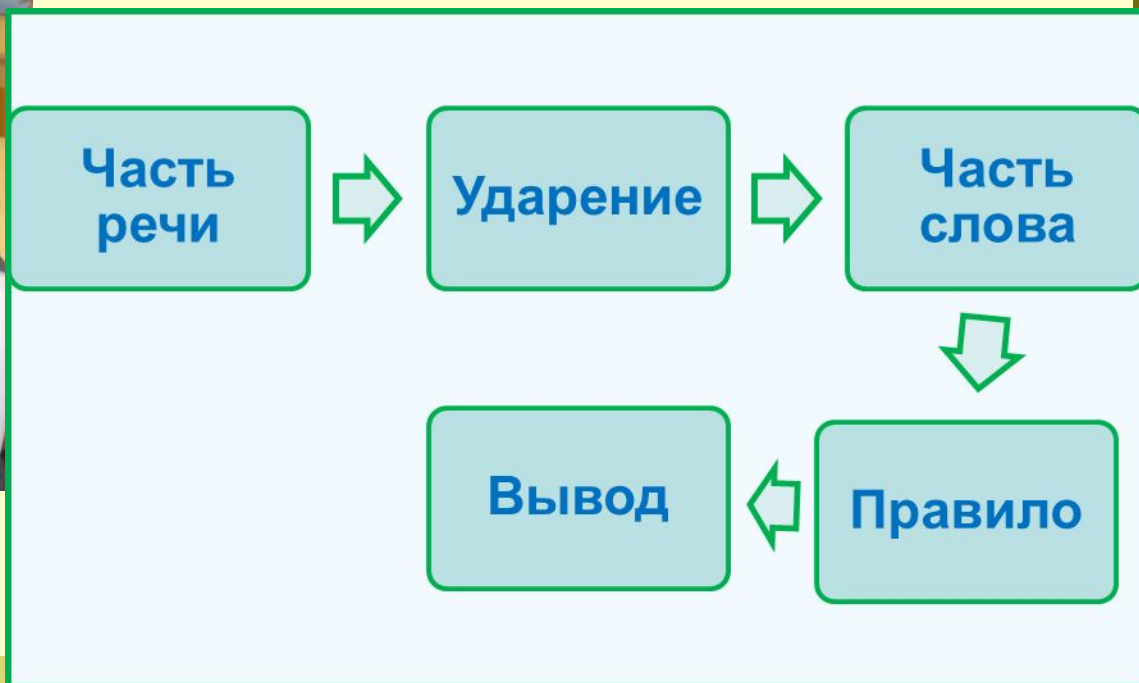 Часть
речи
Ударение
Часть
слова
Правило
Вывод